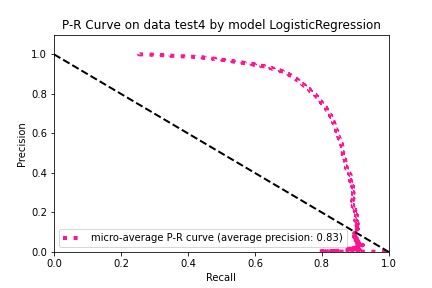 P-R Curve on data test4 by model LogisticRegression
1.0
0.8
0.6
0.4
0.2
0.0
Precision
micro-average P-R curve (average precision: 0.83)
0.0 0.2 0.4 0.6 0.8 1.0
Recall